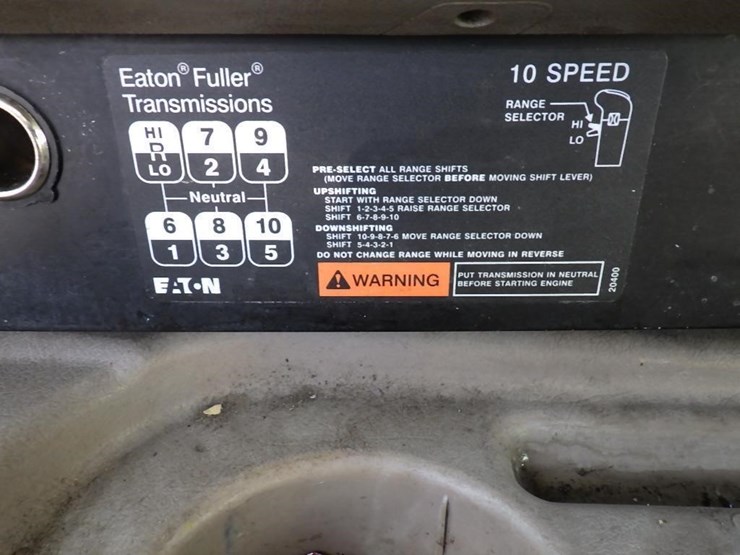 Eaton® Fuller®
Transmissions
10 SPEED
RANGE
SELECTOR
HI
LO
HI
R
LO
7
2
9
4
Neutral
6
1
8
3
10
5
EATON
PRE-SELECT ALL RANGE SHIFTS
(MOVE RANGE SELECTOR BEFORE MOVING SHIFT LEVER)
UPSHIFTING
START WITH RANGE SELECTOR DOWN
SHIFT 1-2-3-4-5 RAISE RANGE SELECTOR
SHIFT 6-7-8-9-10
DOWNSHIFTING
SHIFT 10-9-8-7-6 MOVE RANGE SELECTOR DOWN
SHIFT 5-4-3-2-1
DO NOT CHANGE RANGE WHILE MOVING IN REVERSE
WARNING
PUT TRANSMISSION IN NEUTRAL
BEFORE STARTING ENGINE
20400